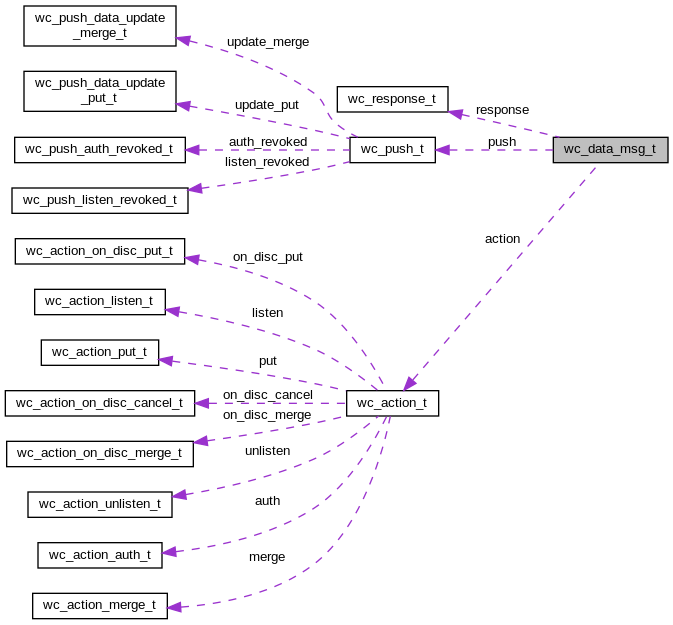 wc_push_data_update
_merge_t
update_merge
wc_push_data_update
_put_t
update_put
wc_response_t
response
wc_push_auth_revoked_t
auth_revoked
wc_push_t
push
wc_data_msg_t
listen_revoked
wc_push_listen_revoked_t
action
wc_action_on_disc_put_t
on_disc_put
wc_action_listen_t
listen
wc_action_put_t
put
wc_action_on_disc_cancel_t
on_disc_cancel
wc_action_t
on_disc_merge
wc_action_on_disc_merge_t
unlisten
wc_action_unlisten_t
auth
wc_action_auth_t
merge
wc_action_merge_t